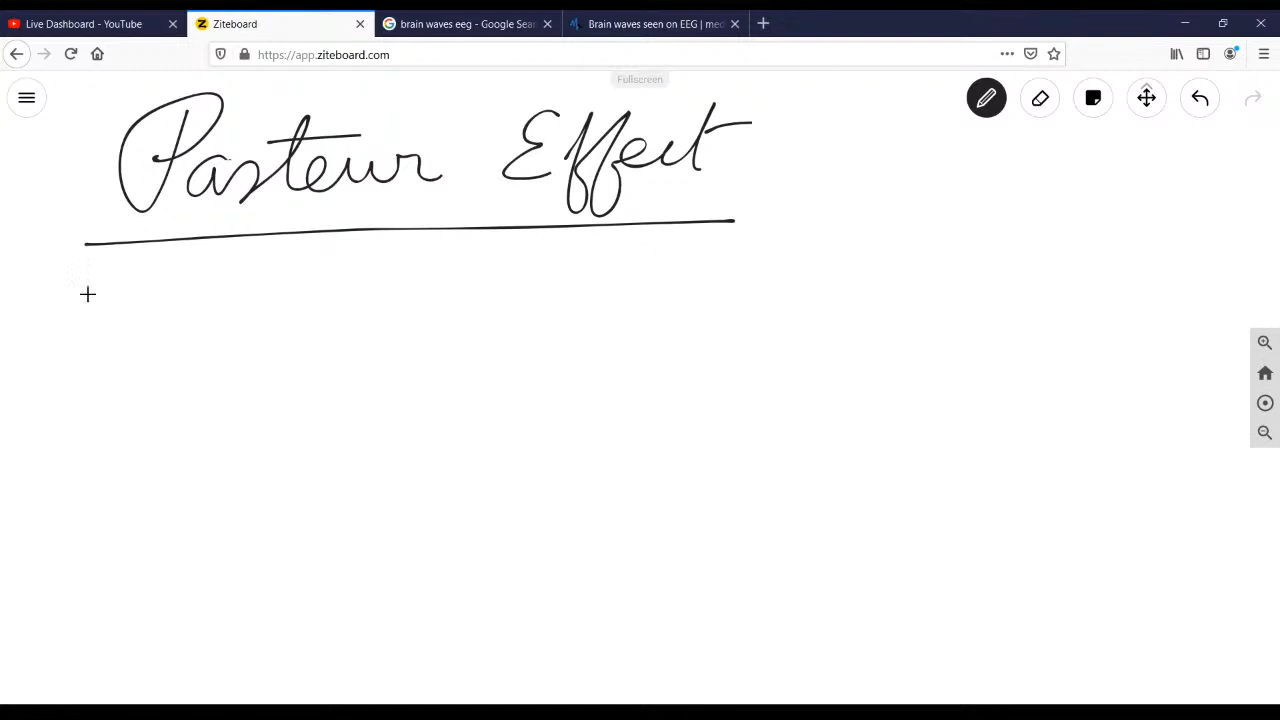 Live Dashboard - YouTube
Ziteboard
brain waves eeg - Google Sear
Brain waves seen on EEG | med
https://app.ziteboard.com
Fullscreen
Pasteur Effect